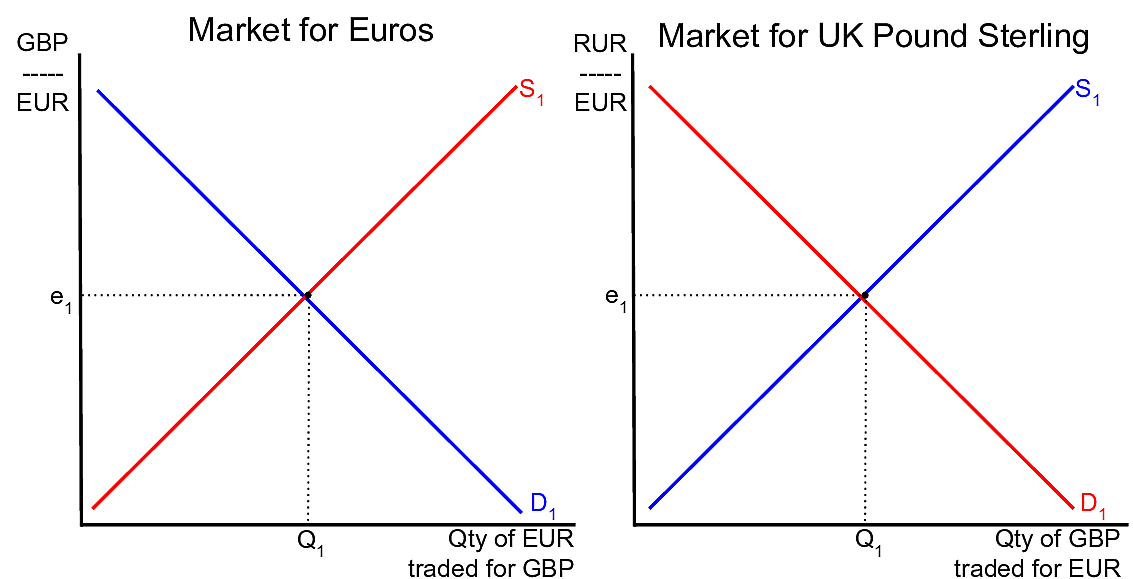 Market for Euros
GBP
-----
EUR
S1
e1
D1
Q1
Qty of EUR
traded for GBP
Market for UK Pound Sterling
RUR
-----
EUR
S1
e1
D1
Q1
Qty of GBP
traded for EUR